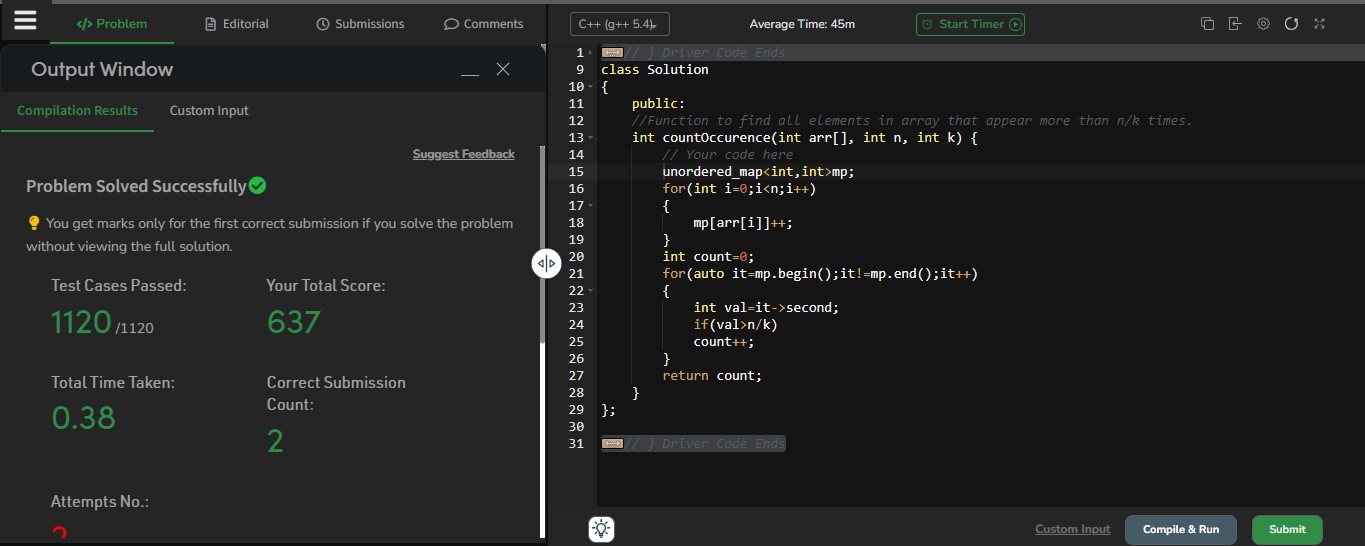 </> Problem
Editorial
Submissions
Comments
Output Window
Compilation Results
Custom Input
Suggest Feedback
Problem Solved Successfully
You get marks only for the first correct submission if you solve the problem
without viewing the full solution.
Test Cases Passed:
1120 /1120
Your Total Score:
637
Total Time Taken:
0.38
Correct Submission
Count:
2
Attempts No.:
C++ (g++ 5.4)
Average Time: 45m
Start Timer
1 // } Driver Code Ends
9 class Solution
10 {
11 public:
12 //Function to find all elements in array that appear more than n/k times.
13 int countOccurence(int arr[], int n, int k) {
14 // Your code here
15 unordered_map<int,int>mp;
16 for(int i=0;i<n;i++)
17 {
18 mp[arr[i]]++;
19 }
20 int count=0;
21 for(auto it=mp.begin();it!=mp.end();it++)
22 {
23 int val=it->second;
24 if(val>n/k)
25 count++;
26 }
27 return count;
28 }
29 };
30
31 // } Driver Code Ends
Custom Input
Compile & Run
Submit